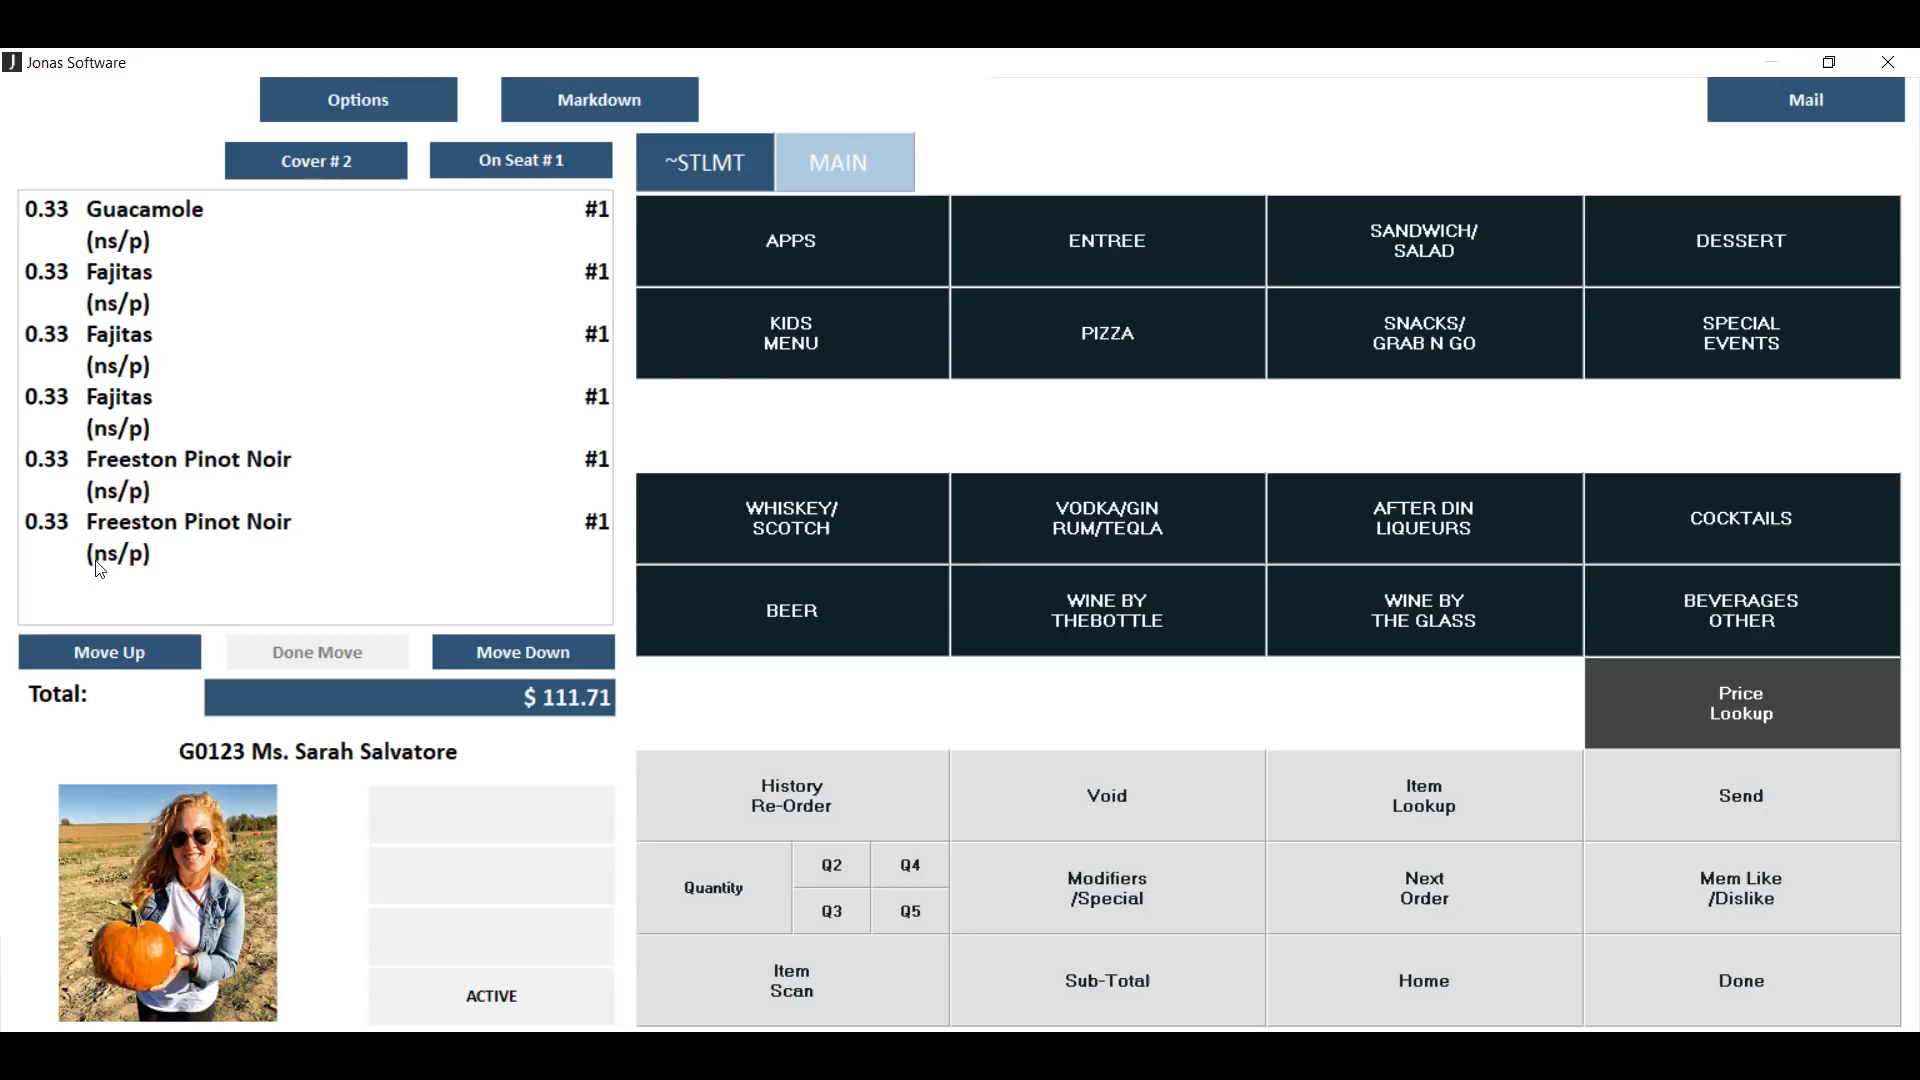 J Jonas Software
Options
Markdown
Mail
Cover # 2
On Seat # 1
~STLMT
MAIN
0.33 Guacamole #1
(ns/p)
0.33 Fajitas #1
(ns/p)
0.33 Fajitas #1
(ns/p)
0.33 Fajitas #1
(ns/p)
0.33 Freeston Pinot Noir #1
(ns/p)
0.33 Freeston Pinot Noir #1
(ns/p)
Move Up
Done Move
Move Down
Total:
$ 111.71
G0123 Ms. Sarah Salvatore
ACTIVE
APPS
ENTREE
SANDWICH/
SALAD
DESSERT
KIDS
MENU
PIZZA
SNACKS/
GRAB N GO
SPECIAL
EVENTS
WHISKEY/
SCOTCH
VODKA/GIN
RUM/TEQLA
AFTER DIN
LIQUEURS
COCKTAILS
BEER
WINE BY
THEBOTTLE
WINE BY
THE GLASS
BEVERAGES
OTHER
Price
Lookup
History
Re-Order
Void
Item
Lookup
Send
Quantity
Q2
Q4
Q3
Q5
Modifiers
/Special
Next
Order
Mem Like
/Dislike
Item
Scan
Sub-Total
Home
Done